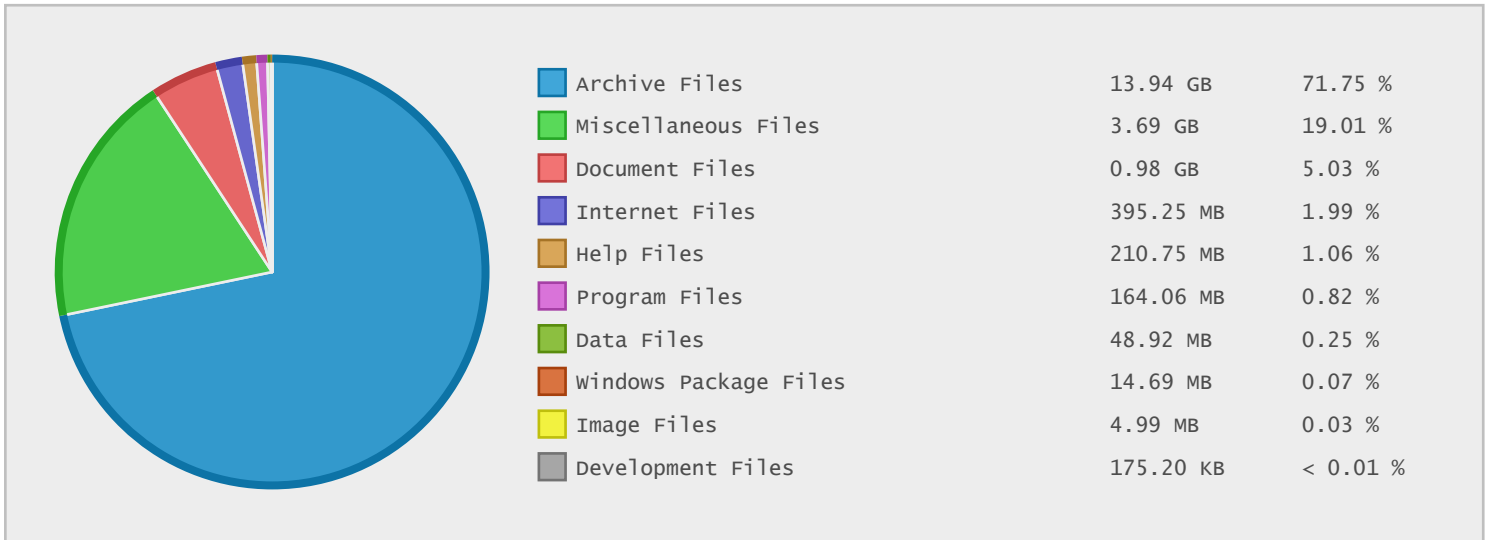 Archive Files 13.94 GB 71.75 %
Miscellaneous Files 3.69 GB 19.01 %
Document Files 0.98 GB 5.03 %
Internet Files 395.25 MB 1.99 %
Help Files 210.75 MB 1.06 %
Program Files 164.06 MB 0.82 %
Data Files 48.92 MB 0.25 %
Windows Package Files 14.69 MB 0.07 %
Image Files 4.99 MB 0.03 %
Development Files 175.20 KB < 0.01 %